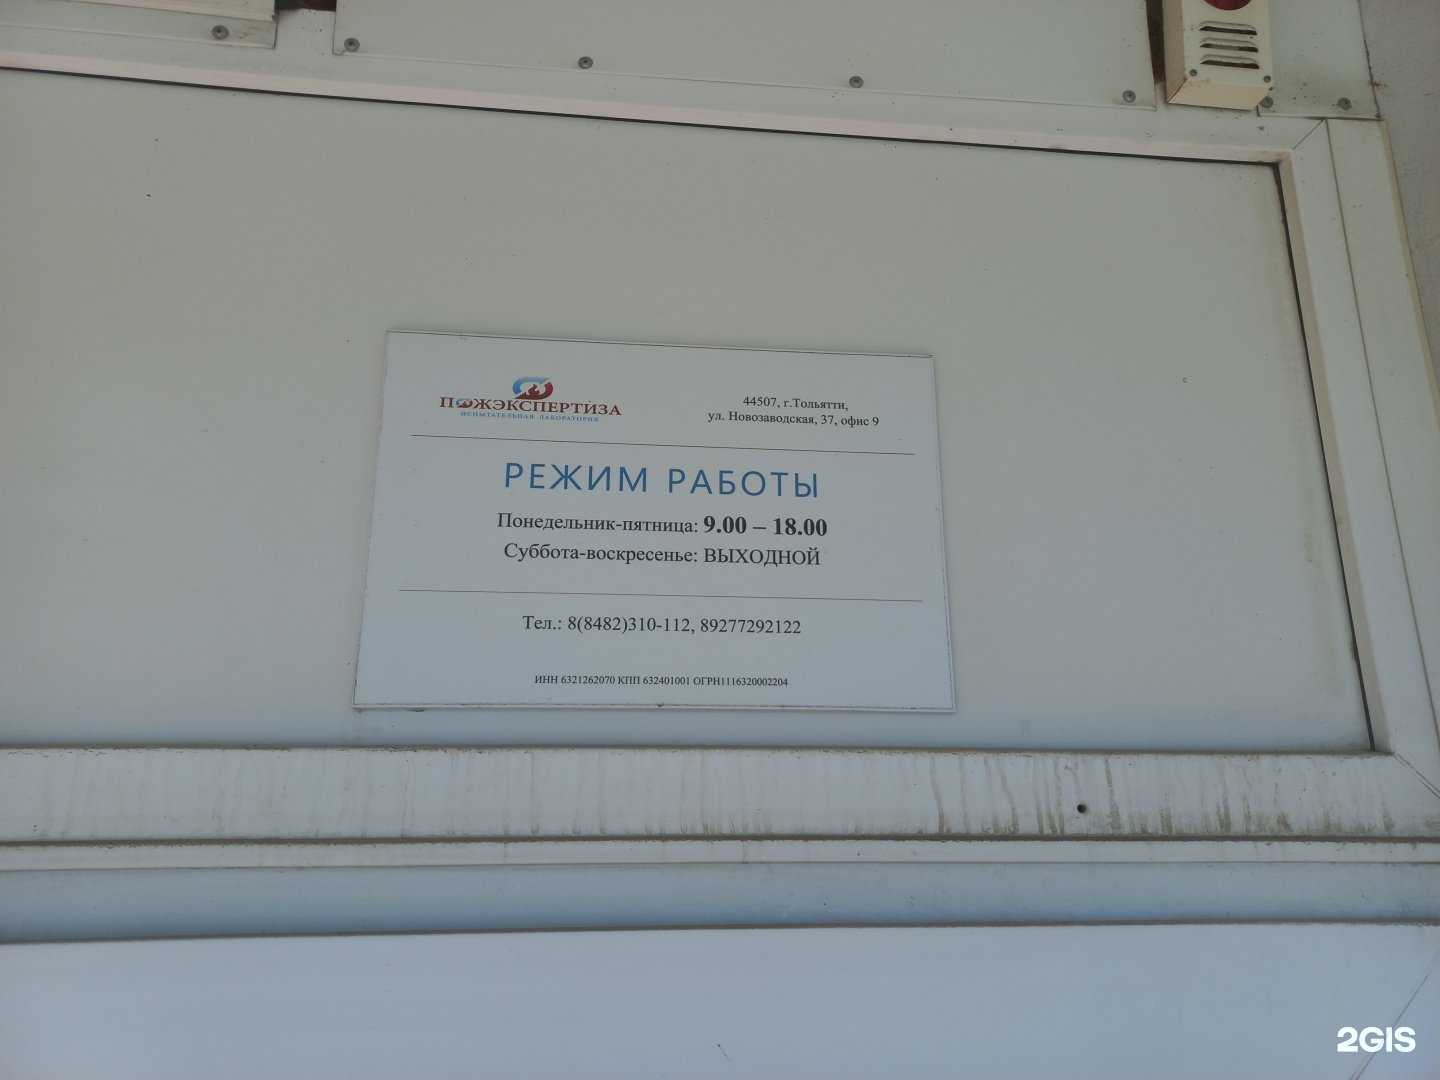 ПОЖЭКСПЕРТИЗА
ИСПЫТАТЕЛЬНАЯ ЛАБОРАТОРИЯ
44507, г.Тольятти,
ул. Новозаводская, 37, офис 9
РЕЖИМ РАБОТЫ
Понедельник-пятница: 9.00 – 18.00
Суббота-воскресенье: ВЫХОДНОЙ
Тел.: 8(8482)310-112, 89277292122
ИНН 6321262070 КПП 632401001 ОГРН1116320002204
2GIS